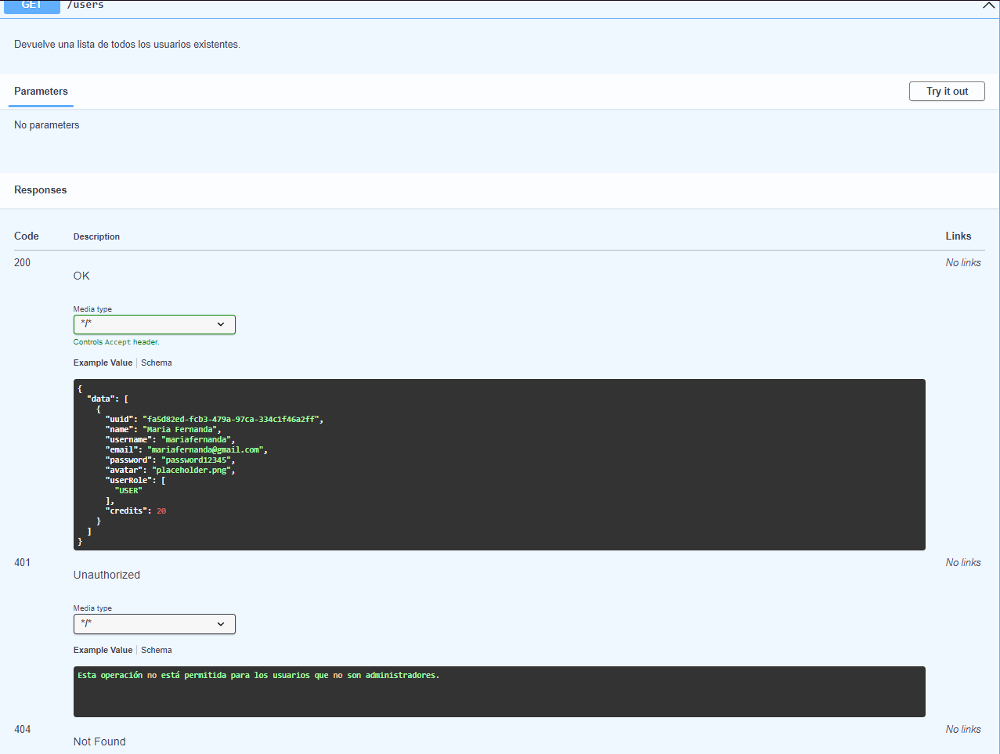 GET /users
Devuelve una lista de todos los usuarios existentes.
Parameters
Try it out
No parameters
Responses
Code Description Links
200 No links
OK
Media type
*/*
Controls Accept header.
Example Value Schema
{
"data": [
{
"uuid": "fa5d82ed-fcb3-479a-97ca-334c1f46a2ff",
"name": "Maria Fernanda",
"username": "mariafernanda",
"email": "mariafernanda@gmail.com",
"password": "password12345",
"avatar": "placeholder.png",
"userRole": [
"USER"
],
"credits": 20
}
]
}
401 No links
Unauthorized
Media type
*/*
Example Value Schema
Esta operación no está permitida para los usuarios que no son administradores.
404 No links
Not Found